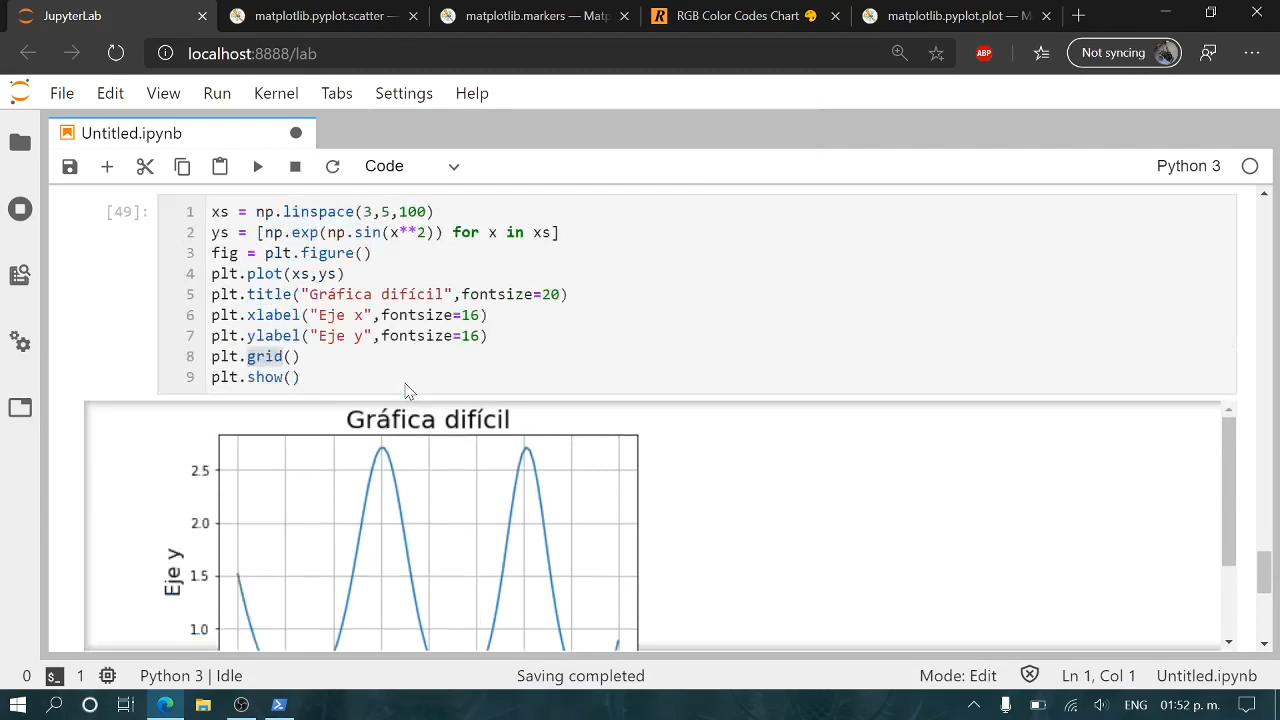 JupyterLab
matplotlib.pyplot.scatter —
matplotlib.markers — Matp
RGB Color Codes Chart
matplotlib.pyplot.plot — M
localhost:8888/lab
ABP
Not syncing
File Edit View Run Kernel Tabs Settings Help
Untitled.ipynb
Code
Python 3
[49]:
1 xs = np.linspace(3,5,100)
2 ys = [np.exp(np.sin(x**2)) for x in xs]
3 fig = plt.figure()
4 plt.plot(xs,ys)
5 plt.title("Gráfica difícil",fontsize=20)
6 plt.xlabel("Eje x",fontsize=16)
7 plt.ylabel("Eje y",fontsize=16)
8 plt.grid()
9 plt.show()
Gráfica difícil
2.5
2.0
Eje y
1.5
1.0
0 1 Python 3 | Idle Saving completed Mode: Edit Ln 1, Col 1 Untitled.ipynb
ENG 01:52 p. m.